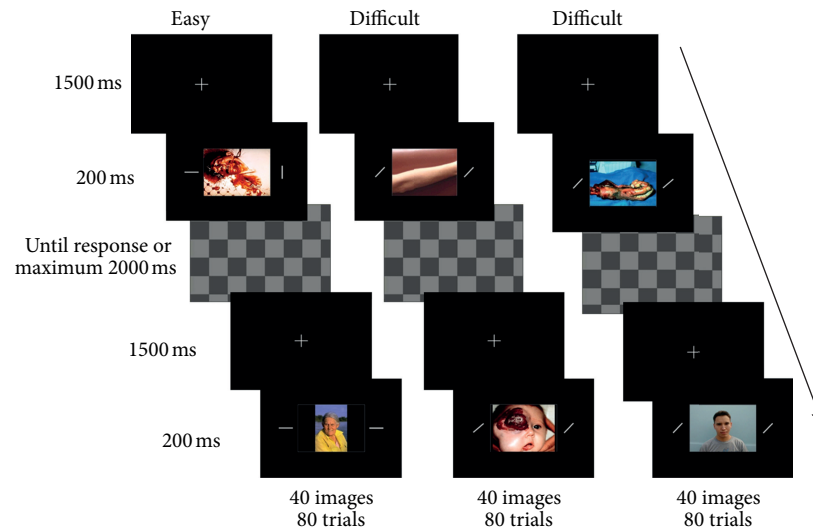 Easy
Difficult
Difficult
1500 ms
200 ms
Until response or
maximum 2000 ms
1500 ms
200 ms
40 images
80 trials
40 images
80 trials
40 images
80 trials